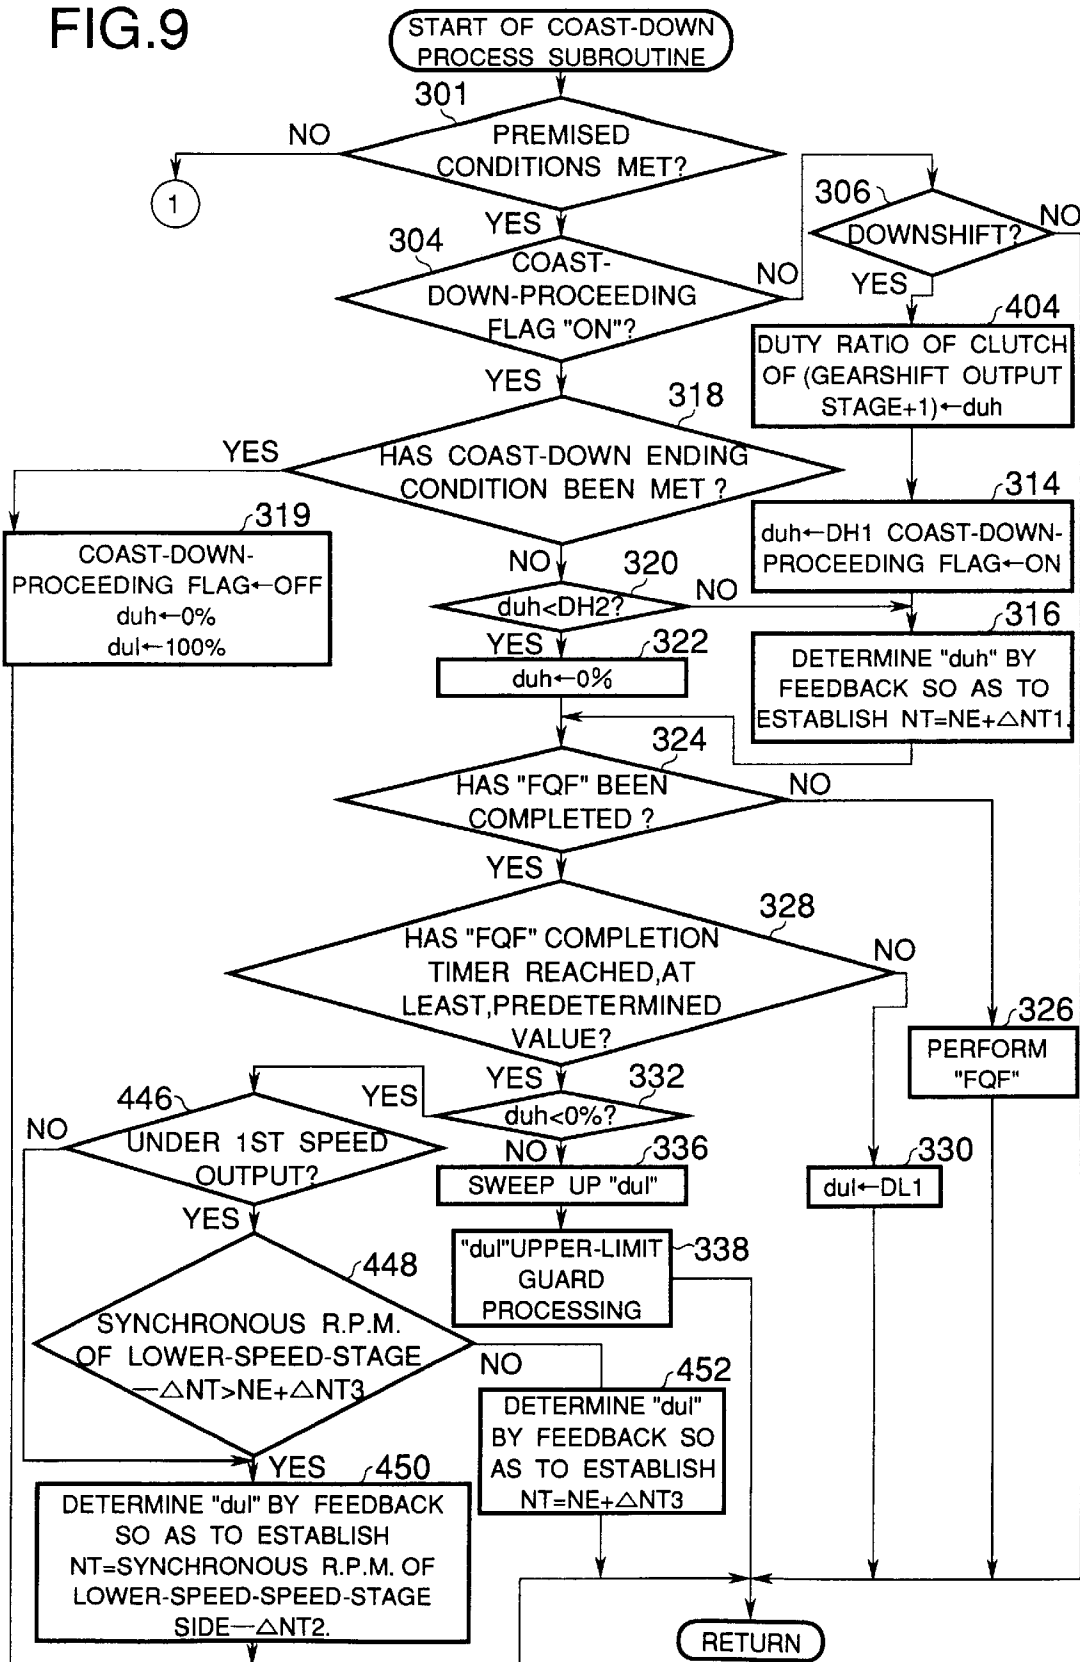 FIG.9
START OF COAST-DOWN
PROCESS SUBROUTINE
301
NO
PREMISED
CONDITIONS MET?
1
YES
304
COAST-
DOWN-PROCEEDING
FLAG "ON"?
NO
306
DOWNSHIFT?
NO
YES
404
DUTY RATIO OF CLUTCH
OF (GEARSHIFT OUTPUT
STAGE+1)←duh
YES
318
HAS COAST-DOWN ENDING
CONDITION BEEN MET ?
YES
319
COAST-DOWN-
PROCEEDING FLAG←OFF
duh←0%
dul←100%
314
duh←DH1 COAST-DOWN-
PROCEEDING FLAG←ON
NO
320
duh<DH2?
NO
YES
322
duh←0%
316
DETERMINE "duh" BY
FEEDBACK SO AS TO
ESTABLISH NT=NE+△NT1.
324
HAS "FQF" BEEN
COMPLETED ?
NO
YES
328
HAS "FQF" COMPLETION
TIMER REACHED,AT
LEAST,PREDETERMINED
VALUE?
NO
326
PERFORM
"FQF"
YES
332
duh<0%?
YES
446
NO
UNDER 1ST SPEED
OUTPUT?
NO
336
SWEEP UP "dul"
330
dul←DL1
YES
"dul"UPPER-LIMIT
GUARD
PROCESSING
338
448
SYNCHRONOUS R.P.M.
OF LOWER-SPEED-STAGE
—△NT>NE+△NT3
NO
452
DETERMINE "dul"
BY FEEDBACK SO
AS TO ESTABLISH
NT=NE+△NT3
YES
450
DETERMINE "dul" BY FEEDBACK
SO AS TO ESTABLISH
NT=SYNCHRONOUS R.P.M. OF
LOWER-SPEED-SPEED-STAGE
SIDE—△NT2.
RETURN